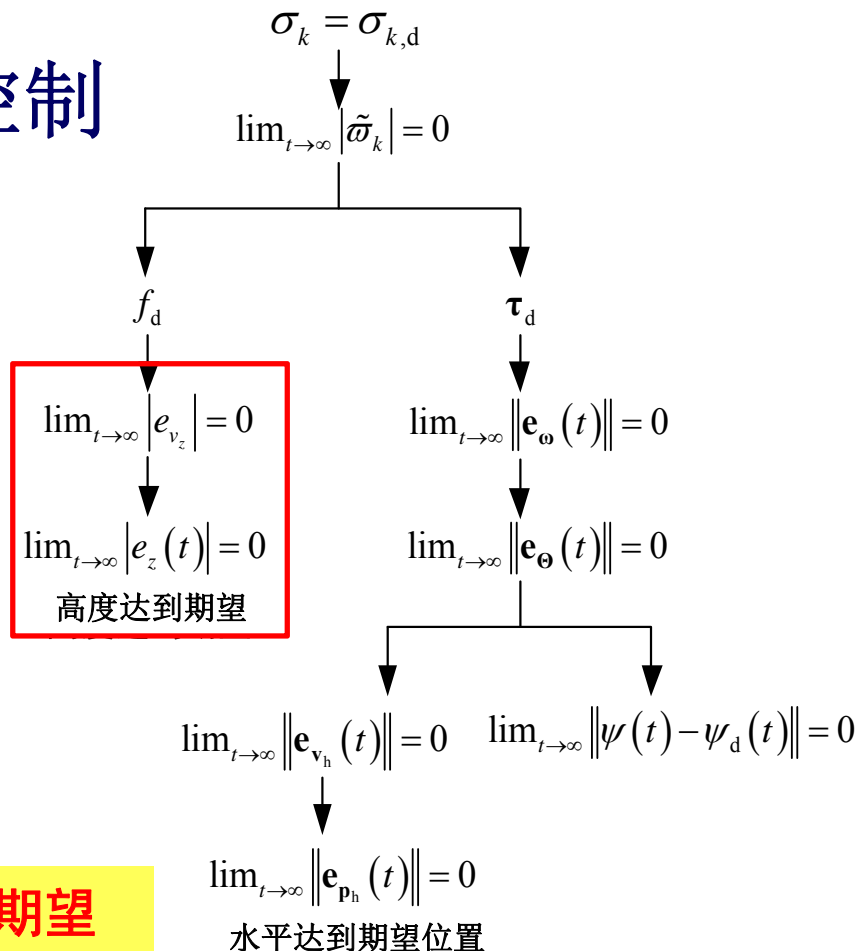 σ_k = σ_{k,d}
控制
lim_{t→∞} |ϖ̃_k| = 0
f_d
τ_d
lim_{t→∞} |e_{v_z}| = 0
lim_{t→∞} ‖e_ω(t)‖ = 0
lim_{t→∞} |e_z(t)| = 0
lim_{t→∞} ‖e_Θ(t)‖ = 0
高度达到期望
lim_{t→∞} ‖e_{v_h}(t)‖ = 0
lim_{t→∞} ‖ψ(t) − ψ_d(t)‖ = 0
lim_{t→∞} ‖e_{p_h}(t)‖ = 0
期望
水平达到期望位置